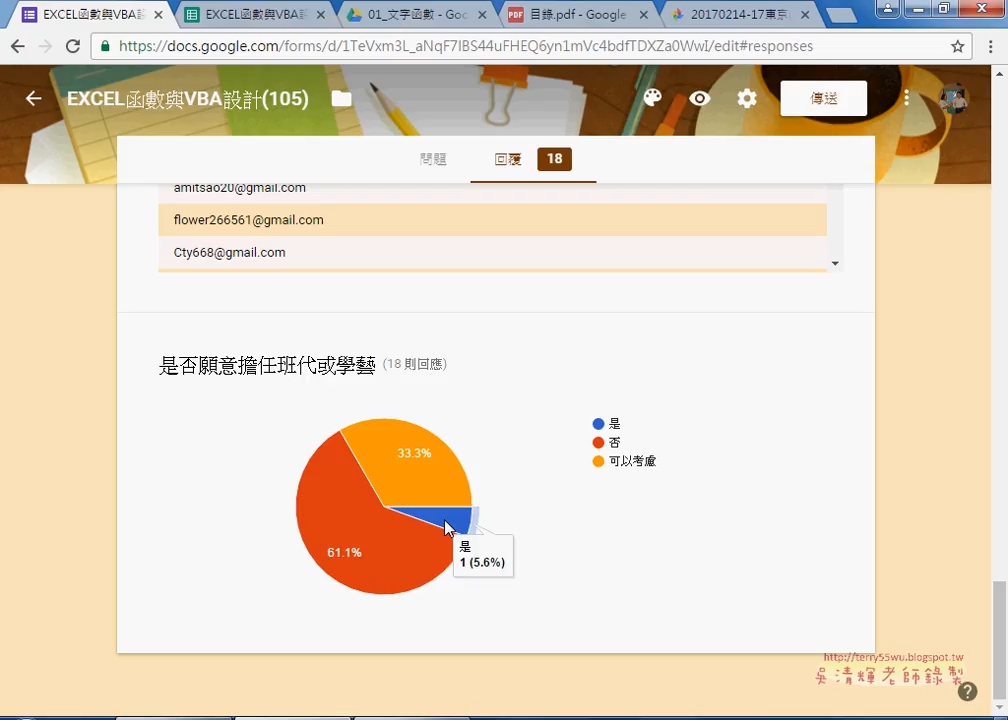 EXCEL函數與VBA設
EXCEL函數與VBA設
01_文字函數 - Goo
目錄.pdf - Google
20170214-17東京
https://docs.google.com/forms/d/1TeVxm3L_aNqF7IBS44uFHEQ6yn1mVc4bdfTDXZa0WwI/edit#responses
EXCEL函數與VBA設計(105)
傳送
問題
回覆
18
amitsao20@gmail.com
flower266561@gmail.com
Cty668@gmail.com
是否願意擔任班代或學藝 (18 則回應)
是
否
可以考慮
33.3%
61.1%
是
1 (5.6%)
http://terry55wu.blogspot.tw
吳清輝老師錄製